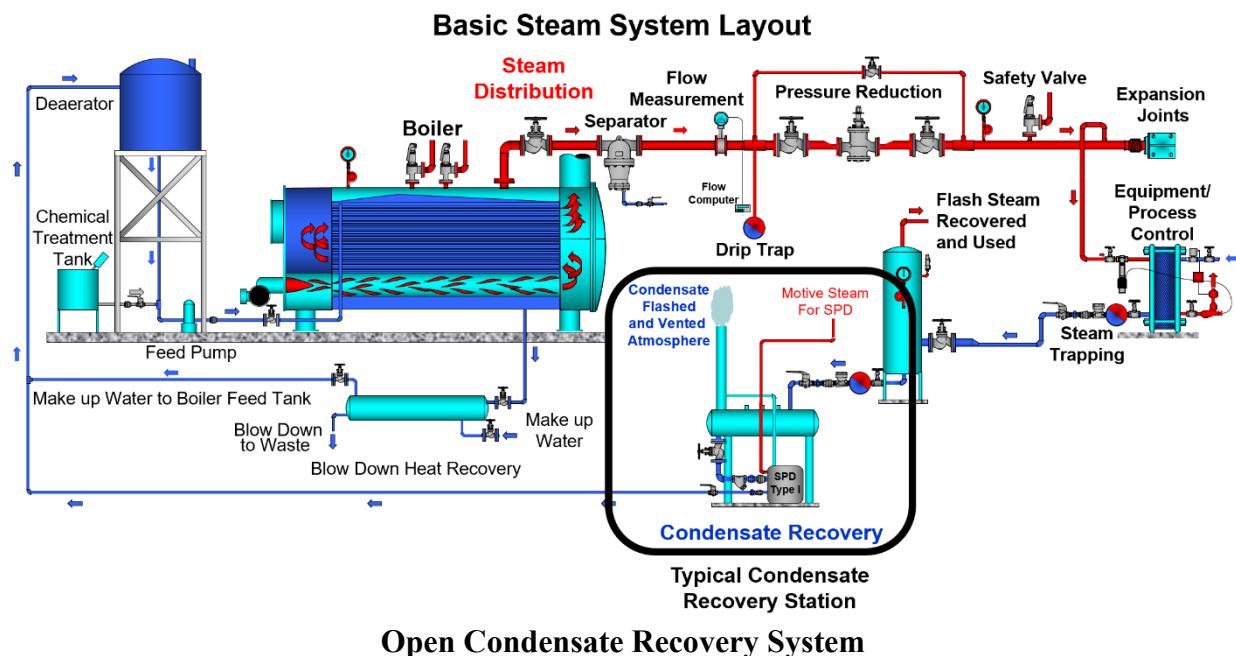 Basic Steam System Layout
Deaerator
Steam
Distribution
Flow
Measurement
Separator
Pressure Reduction
Safety Valve
Expansion
Joints
Boiler
Chemical
Treatment
Tank
Flow
Computer
Drip Trap
Flash Steam
Recovered
and Used
Equipment/
Process
Control
Condensate
Flashed
and Vented
Atmosphere
Motive Steam
For SPD
Steam
Trapping
Feed Pump
Make up Water to Boiler Feed Tank
Blow Down
to Waste
Make up
Water
Blow Down Heat Recovery
SPD
Type I
Condensate Recovery
Typical Condensate
Recovery Station
Open Condensate Recovery System